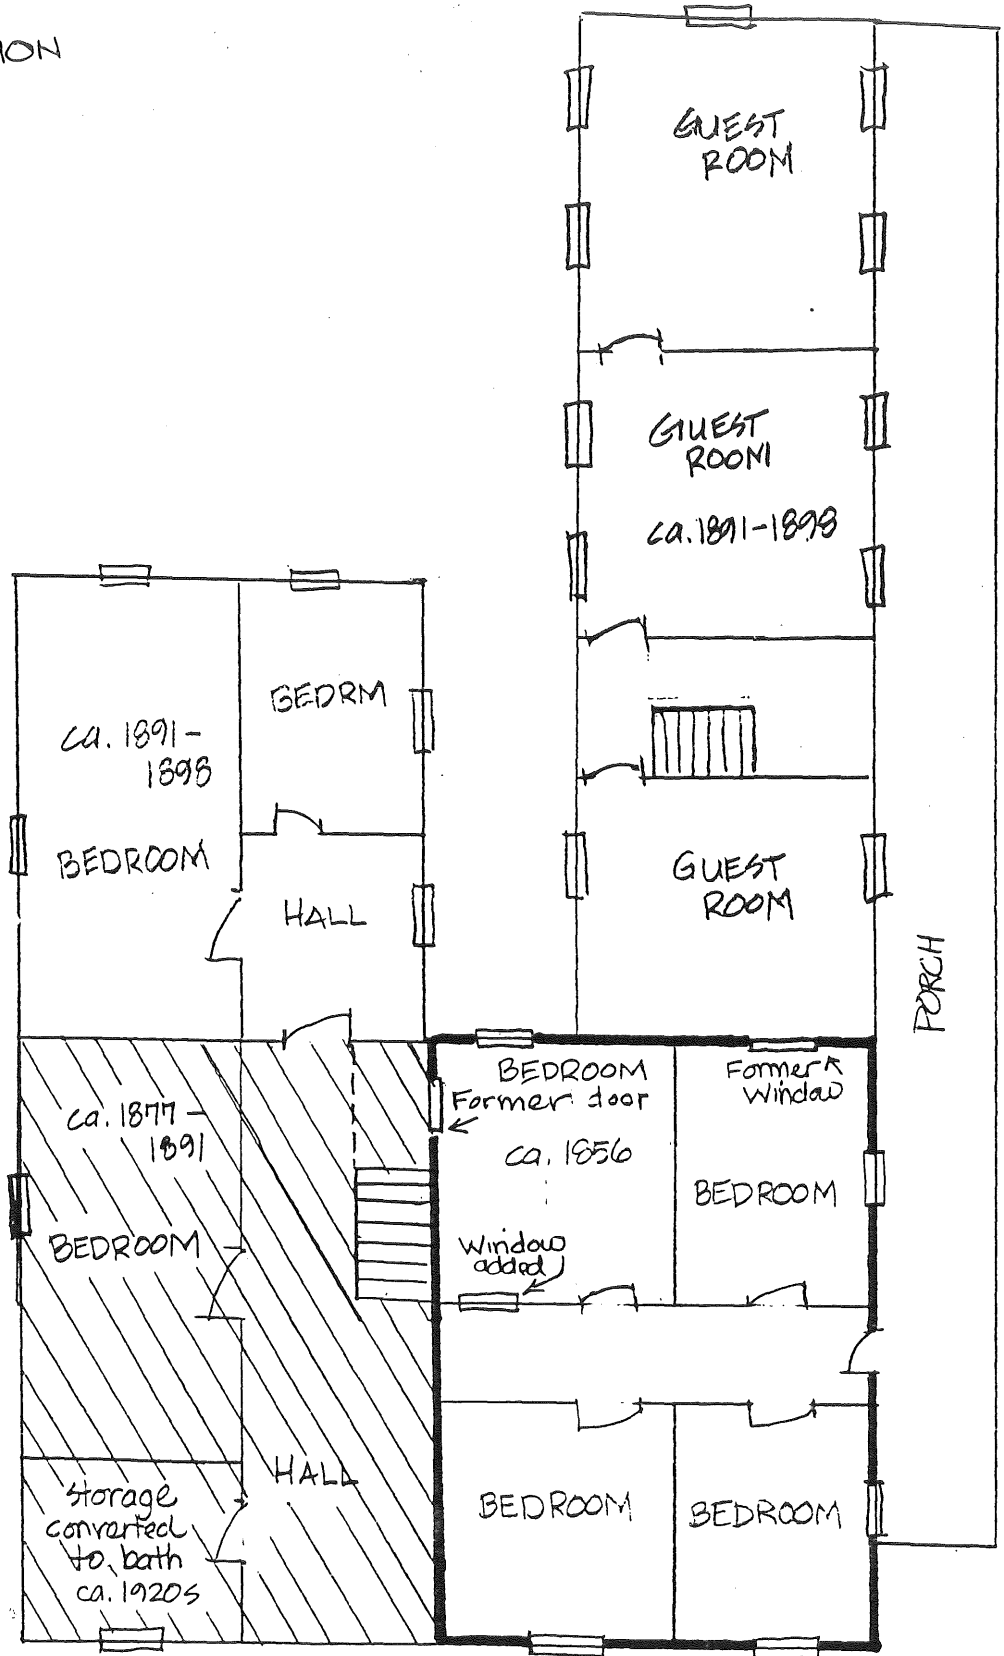 GUEST
ROOM
GUEST
ROOM
ca. 1891-1898
BEDRM
ca. 1891-
1898
BEDROOM
HALL
GUEST
ROOM
PORCH
BEDROOM
Former door
ca. 1856
Former
Window
BEDROOM
Window
added
ca. 1877-
1891
BEDROOM
HALL
Storage
converted
to bath
ca. 1920s
BEDROOM
BEDROOM